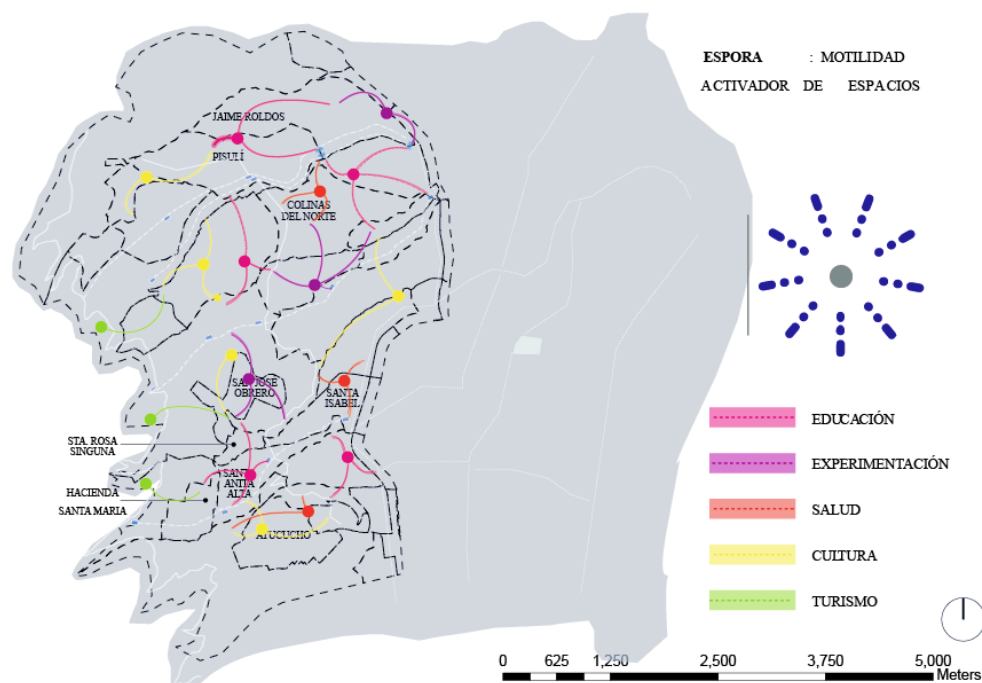 ESPORA : MOTILIDAD
ACTIVADOR DE ESPACIOS
JAIME ROLDOS
PISULÍ
COLINAS
DEL NORTE
SAN JOSE
OBRERO
SANTA
ISABEL
STA. ROSA
SINGUNA
SANTA
ANITA
ALTA
HACIENDA
SANTA MARIA
ATUCUCHO
EDUCACIÓN
EXPERIMENTACIÓN
SALUD
CULTURA
TURISMO
0 625 1,250 2,500 3,750 5,000
Meters